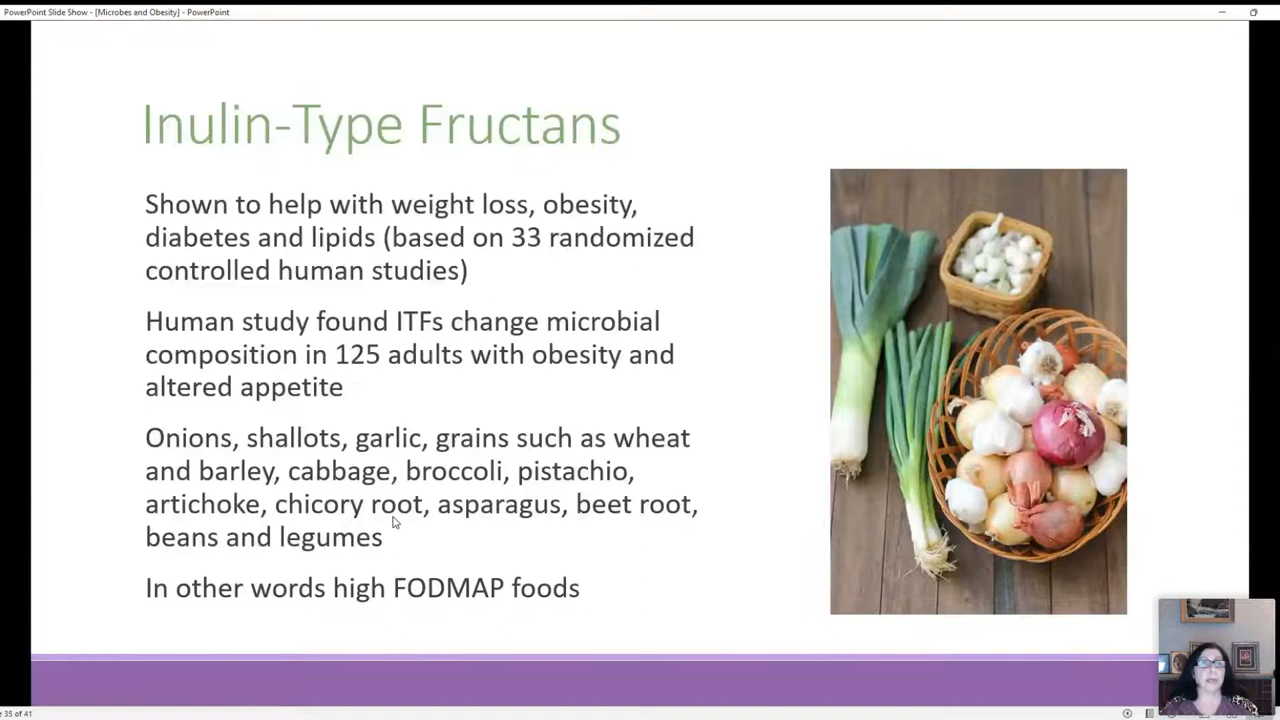 PowerPoint Slide Show - [Microbes and Obesity] - PowerPoint
Inulin-Type Fructans
Shown to help with weight loss, obesity,
diabetes and lipids (based on 33 randomized
controlled human studies)
Human study found ITFs change microbial
composition in 125 adults with obesity and
altered appetite
Onions, shallots, garlic, grains such as wheat
and barley, cabbage, broccoli, pistachio,
artichoke, chicory root, asparagus, beet root,
beans and legumes
In other words high FODMAP foods
e 35 of 41